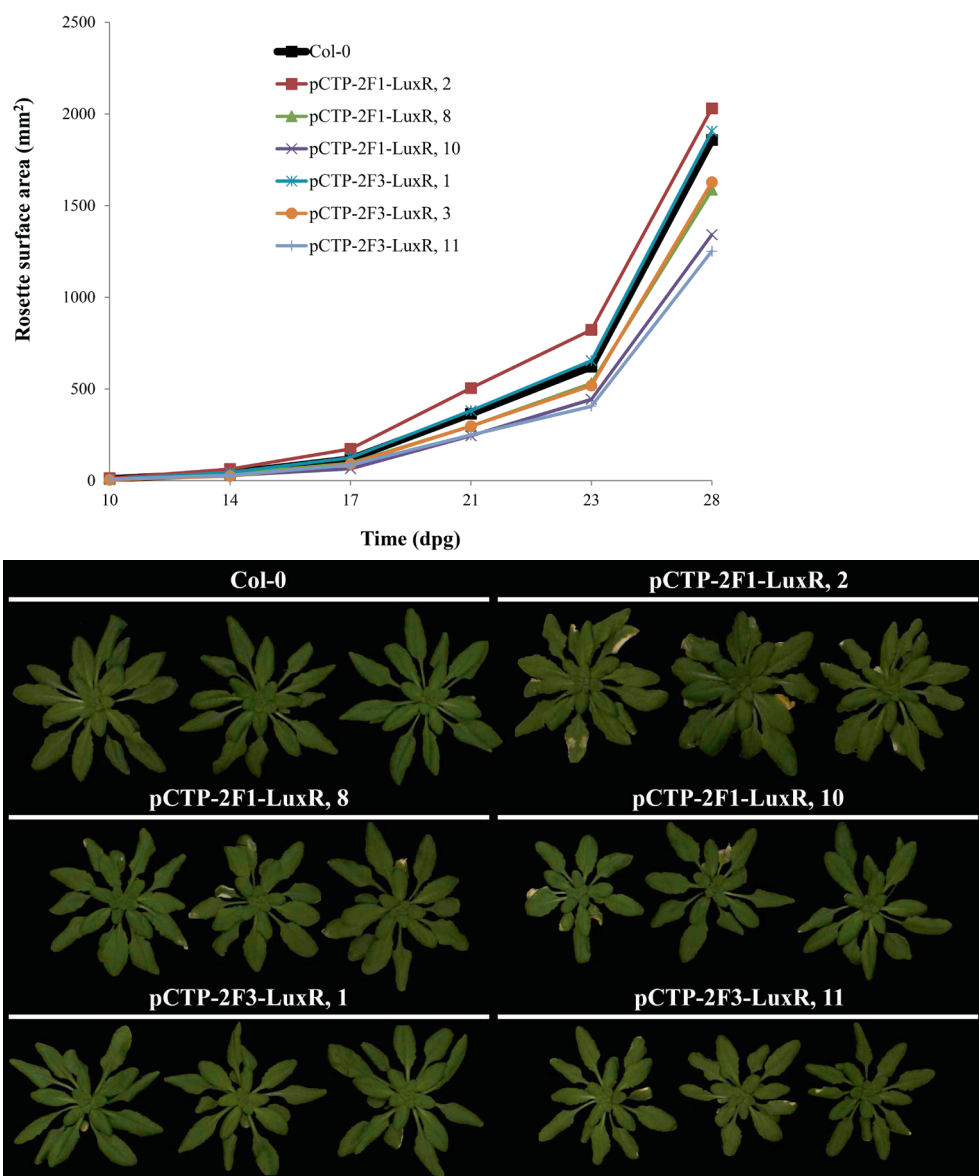 2500
2000
1500
1000
500
0
Rosette surface area (mm²)
Col-0
pCTP-2F1-LuxR, 2
pCTP-2F1-LuxR, 8
pCTP-2F1-LuxR, 10
pCTP-2F3-LuxR, 1
pCTP-2F3-LuxR, 3
pCTP-2F3-LuxR, 11
10 14 17 21 23 28
Time (dpg)
Col-0 pCTP-2F1-LuxR, 2
pCTP-2F1-LuxR, 8 pCTP-2F1-LuxR, 10
pCTP-2F3-LuxR, 1 pCTP-2F3-LuxR, 11